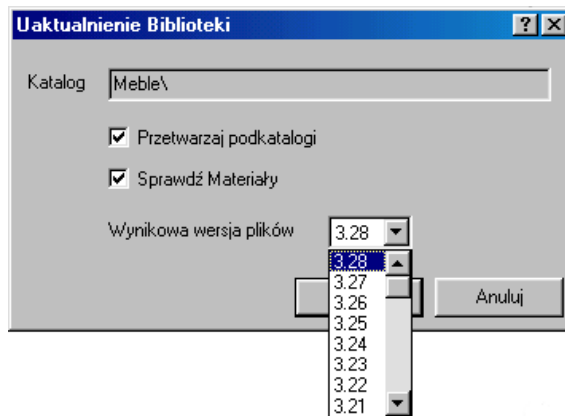 Uaktualnienie Biblioteki
Katalog Meble\
Przetwarzaj podkatalogi
Sprawdź Materiały
Wynikowa wersja plików 3.28
3.28
3.27
3.26
Anuluj
3.25
3.24
3.23
3.22
3.21